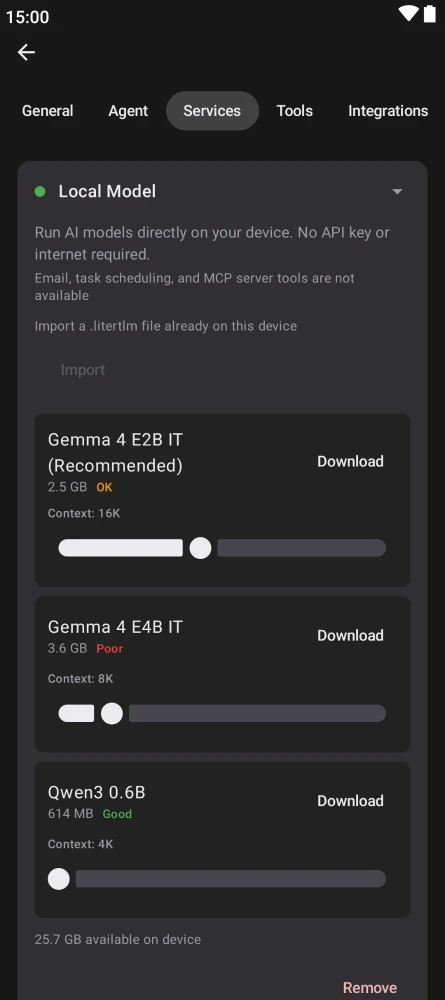 15:00
General Agent Services Tools Integrations
Local Model
Run AI models directly on your device. No API key or
internet required.
Email, task scheduling, and MCP server tools are not
available
Import a .litertlm file already on this device
Import
Gemma 4 E2B IT
(Recommended)
Download
2.5 GB OK
Context: 16K
Gemma 4 E4B IT
Download
3.6 GB Poor
Context: 8K
Qwen3 0.6B
Download
614 MB Good
Context: 4K
25.7 GB available on device
Remove